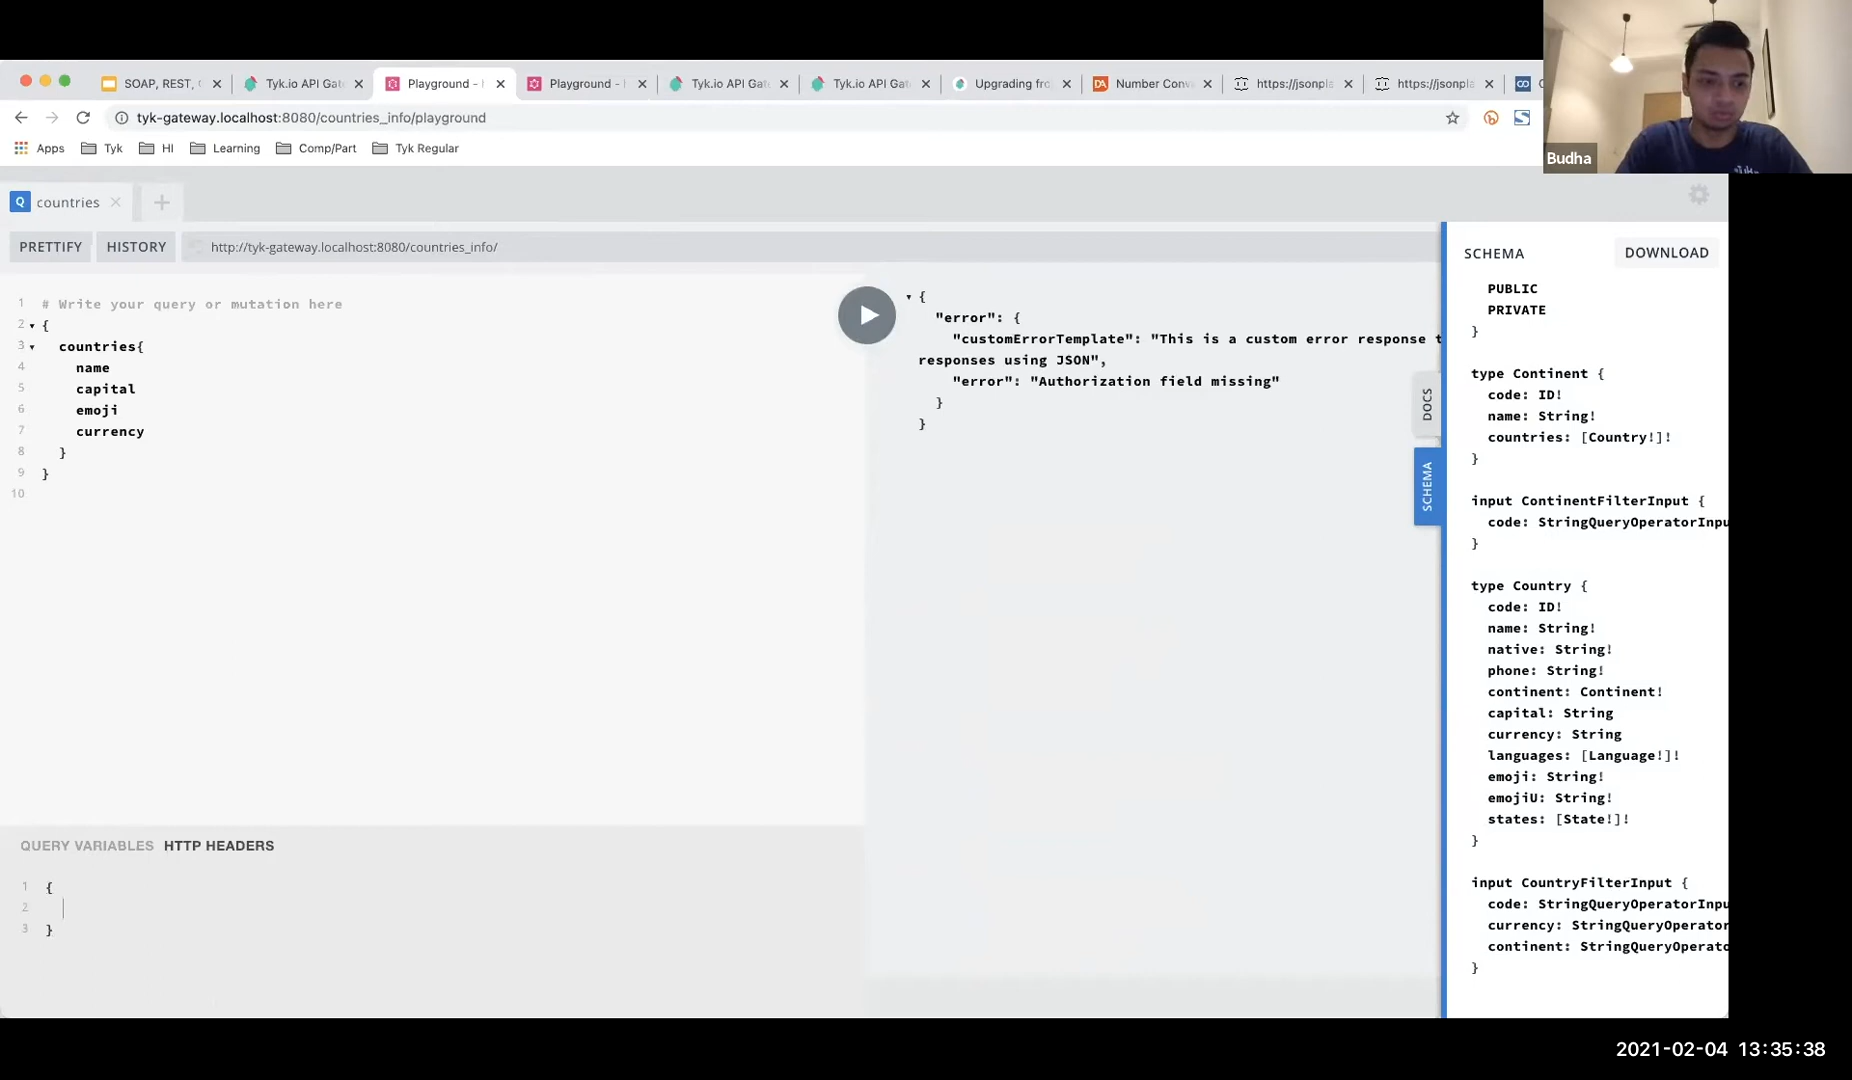 SOAP, REST,
Tyk.io API Gat
Playground -
Playground -
Tyk.io API Gat
Tyk.io API Gat
Upgrading fro
Number Conv
https://jsonpla
https://jsonpla
tyk-gateway.localhost:8080/countries_info/playground
Apps
Tyk
HI
Learning
Comp/Part
Tyk Regular
Budha
Q countries
PRETTIFY
HISTORY
http://tyk-gateway.localhost:8080/countries_info/
1 # Write your query or mutation here
2 {
3 countries{
4 name
5 capital
6 emoji
7 currency
8 }
9 }
10
{
"error": {
"customErrorTemplate": "This is a custom error response t
responses using JSON",
"error": "Authorization field missing"
}
}
DOCS
SCHEMA
SCHEMA
DOWNLOAD
PUBLIC
PRIVATE
}
type Continent {
code: ID!
name: String!
countries: [Country!]!
}
input ContinentFilterInput {
code: StringQueryOperatorInpu
}
type Country {
code: ID!
name: String!
native: String!
phone: String!
continent: Continent!
capital: String
currency: String
languages: [Language!]!
emoji: String!
emojiU: String!
states: [State!]!
}
input CountryFilterInput {
code: StringQueryOperatorInpu
currency: StringQueryOperator
continent: StringQueryOperato
}
QUERY VARIABLES
HTTP HEADERS
1 {
2
3 }
2021-02-04 13:35:38